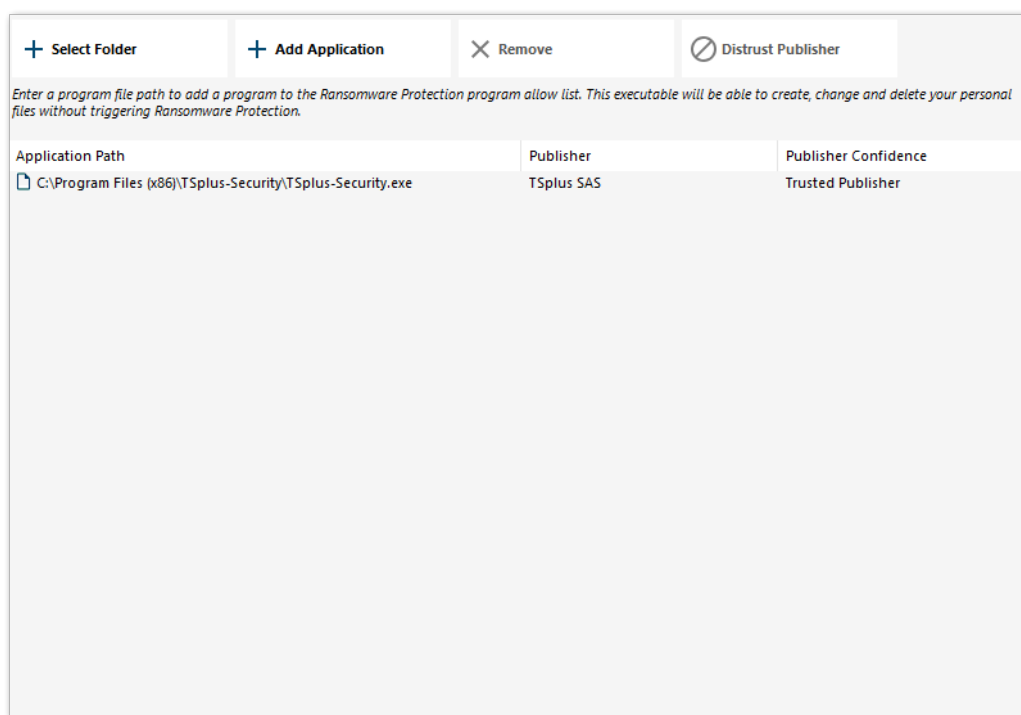 Select Folder
Add Application
Remove
Distrust Publisher
Enter a program file path to add a program to the Ransomware Protection program allow list. This executable will be able to create, change and delete your personal
files without triggering Ransomware Protection.
Application Path Publisher Publisher Confidence
C:\Program Files (x86)\TSplus-Security\TSplus-Security.exe TSplus SAS Trusted Publisher